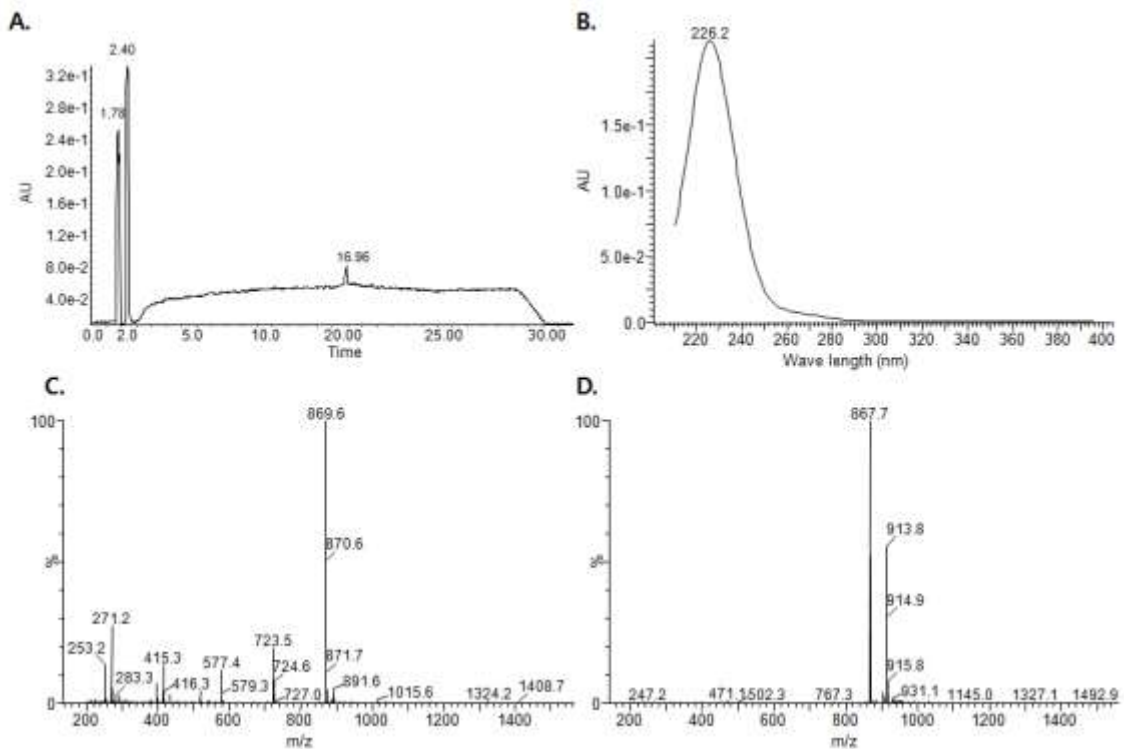 A.
2.40
1.78
16.96
3.2e-1
2.8e-1
2.4e-1
2.0e-1
1.6e-1
1.2e-1
8.0e-2
4.0e-2
AU
0.0 2.0 5.0 10.0 20.00 25.00 30.00
Time
B.
226.2
1.5e-1
1.0e-1
5.0e-2
0.0
AU
220 240 260 280 300 320 340 360 380 400
Wave length (nm)
C.
100
%
0
869.6
870.6
871.7
891.6
271.2
253.2
283.3
415.3
416.3
577.4
579.3
723.5
724.6
727.0
1015.6
1324.2
1408.7
200 400 600 800 1000 1200 1400
m/z
D.
100
%
0
867.7
913.8
914.9
915.8
931.1
247.2
471.1502.3
767.3
1145.0
1327.1
1492.9
200 400 600 800 1000 1200 1400
m/z